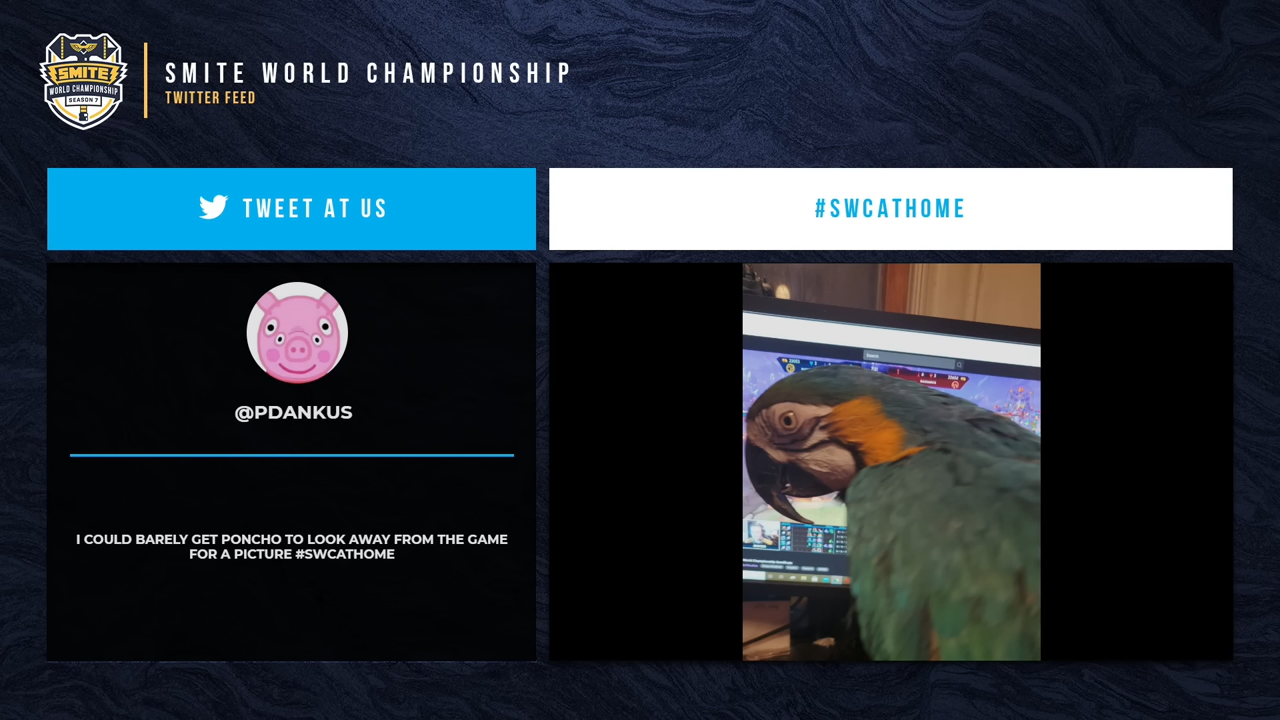 SMITE
WORLD CHAMPIONSHIP
SEASON 7
SMITE WORLD CHAMPIONSHIP
TWITTER FEED
TWEET AT US
#SWCATHOME
@PDANKUS
I COULD BARELY GET PONCHO TO LOOK AWAY FROM THE GAME
FOR A PICTURE #SWCATHOME
Search